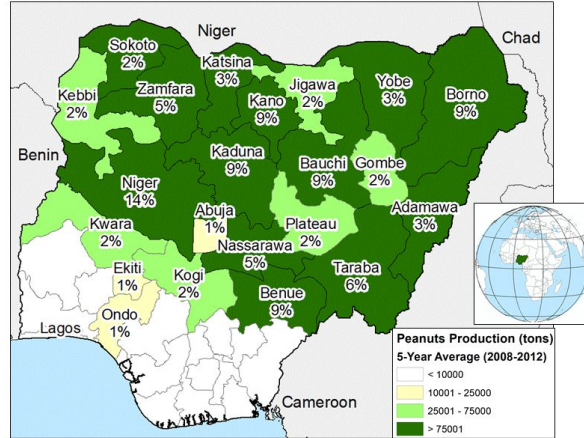 Niger
Chad
Sokoto
2%
Katsina
3%
Jigawa
2%
Yobe
3%
Borno
9%
Kebbi
2%
Zamfara
5%
Kano
9%
Benin
Kaduna
9%
Bauchi
9%
Gombe
2%
Niger
14%
Adamawa
3%
Abuja
1%
Plateau
2%
Kwara
2%
Nassarawa
5%
Taraba
6%
Ekiti
1%
Kogi
2%
Benue
9%
Ondo
1%
Lagos
Cameroon
Peanuts Production (tons)
5-Year Average (2008-2012)
< 10000
10001 - 25000
25001 - 75000
> 75001